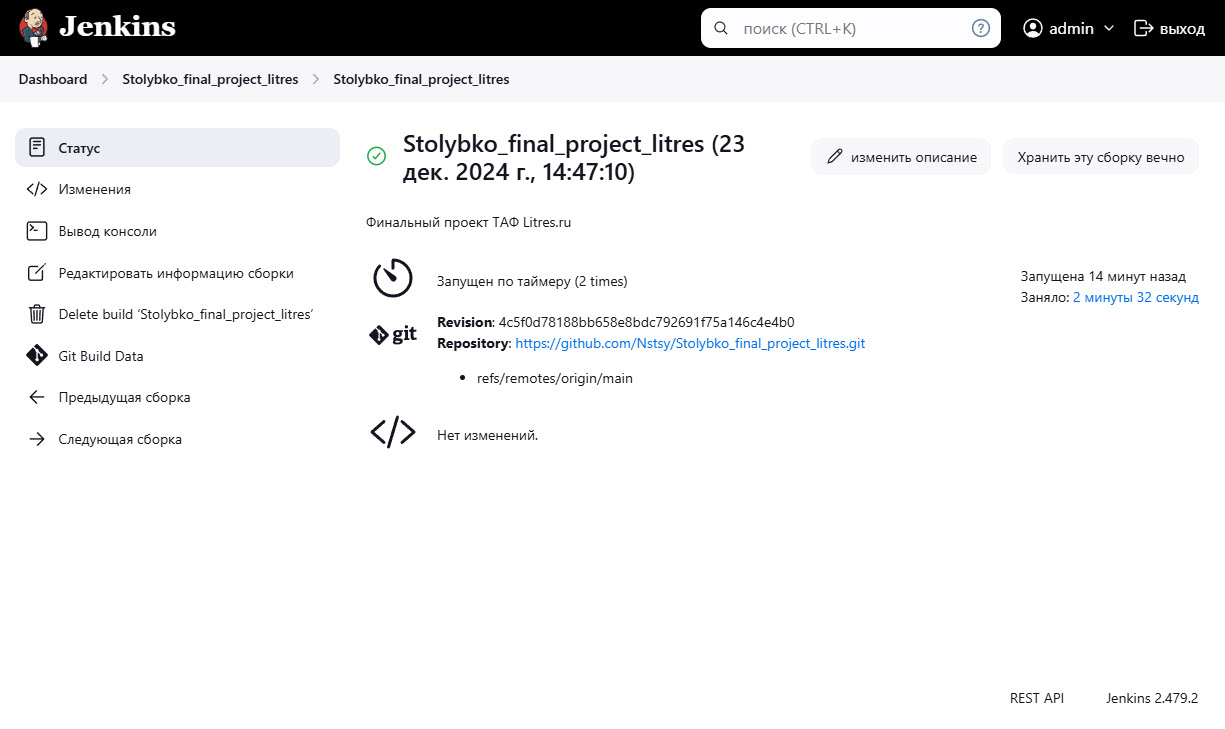 Jenkins
поиск (CTRL+K)
admin
выход
Dashboard
Stolybko_final_project_litres
Stolybko_final_project_litres
Статус
Изменения
Вывод консоли
Редактировать информацию сборки
Delete build ‘Stolybko_final_project_litres’
Git Build Data
Предыдущая сборка
Следующая сборка
Stolybko_final_project_litres (23
дек. 2024 г., 14:47:10)
изменить описание
Хранить эту сборку вечно
Финальный проект ТАФ Litres.ru
Запущен по таймеру (2 times)
Запущена 14 минут назад
Заняло: 2 минуты 32 секунд
git
Revision: 4c5f0d78188bb658e8bdc792691f75a146c4e4b0
Repository: https://github.com/Nstsy/Stolybko_final_project_litres.git
• refs/remotes/origin/main
Нет изменений.
REST API
Jenkins 2.479.2